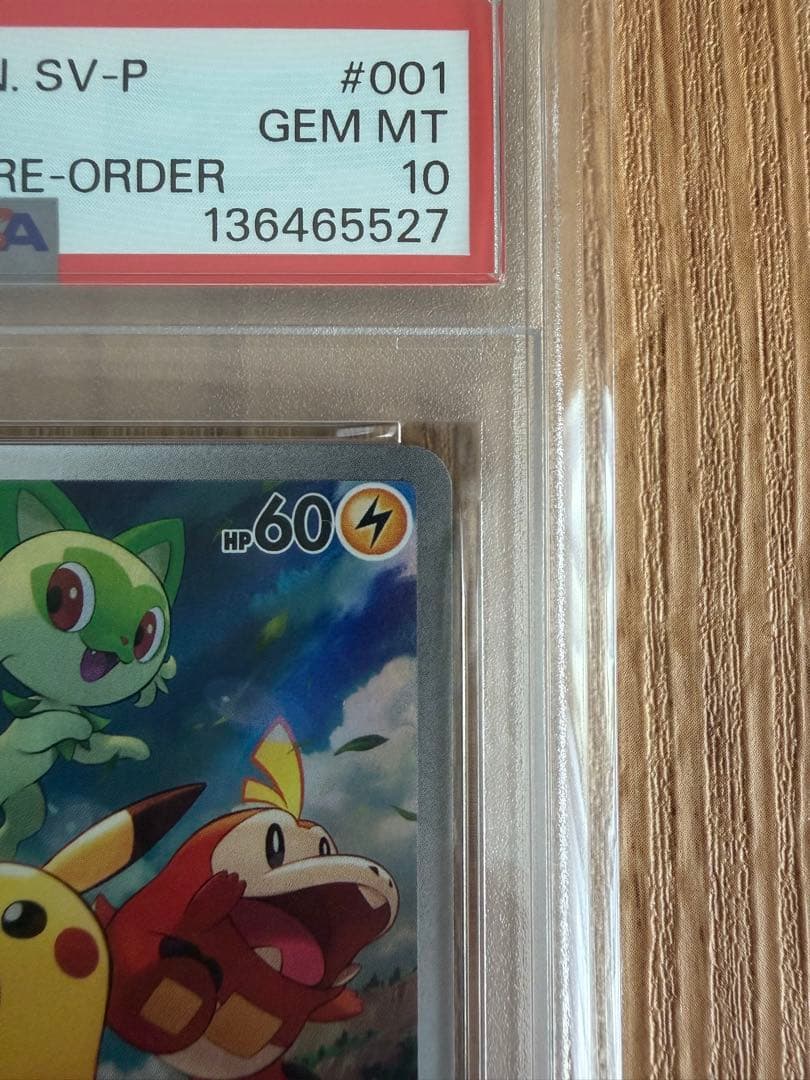 N. SV-P #001
GEM MT
RE-ORDER 10
136465527
HP60